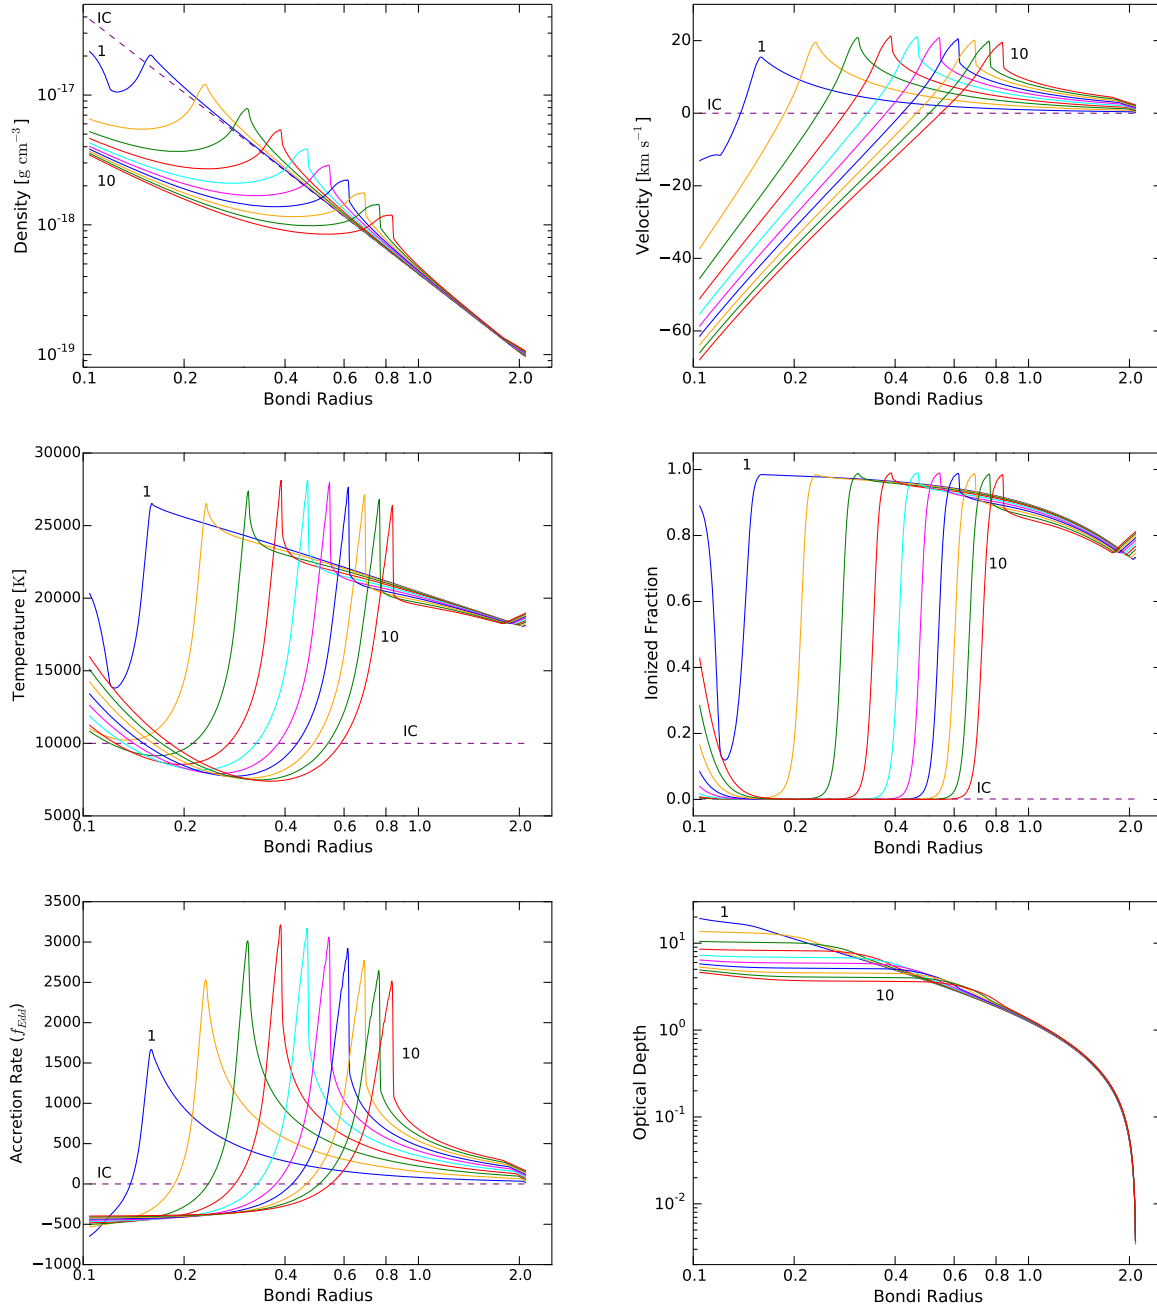 IC
1
10
Density [g cm⁻³]
10⁻¹⁷
10⁻¹⁸
10⁻¹⁹
0.1 0.2 0.4 0.6 0.8 1.0 2.0
Bondi Radius
1
10
IC
Velocity [km s⁻¹]
20
0
−20
−40
−60
0.1 0.2 0.4 0.6 0.8 1.0 2.0
Bondi Radius
1
10
IC
Temperature [K]
30000
25000
20000
15000
10000
5000
0.1 0.2 0.4 0.6 0.8 1.0 2.0
Bondi Radius
1
10
IC
Ionized Fraction
1.0
0.8
0.6
0.4
0.2
0.0
0.1 0.2 0.4 0.6 0.8 1.0 2.0
Bondi Radius
1
10
IC
Accretion Rate (f_Edd)
3500
3000
2500
2000
1500
1000
500
0
−500
−1000
0.1 0.2 0.4 0.6 0.8 1.0 2.0
Bondi Radius
1
10
Optical Depth
10¹
10⁰
10⁻¹
10⁻²
0.1 0.2 0.4 0.6 0.8 1.0 2.0
Bondi Radius